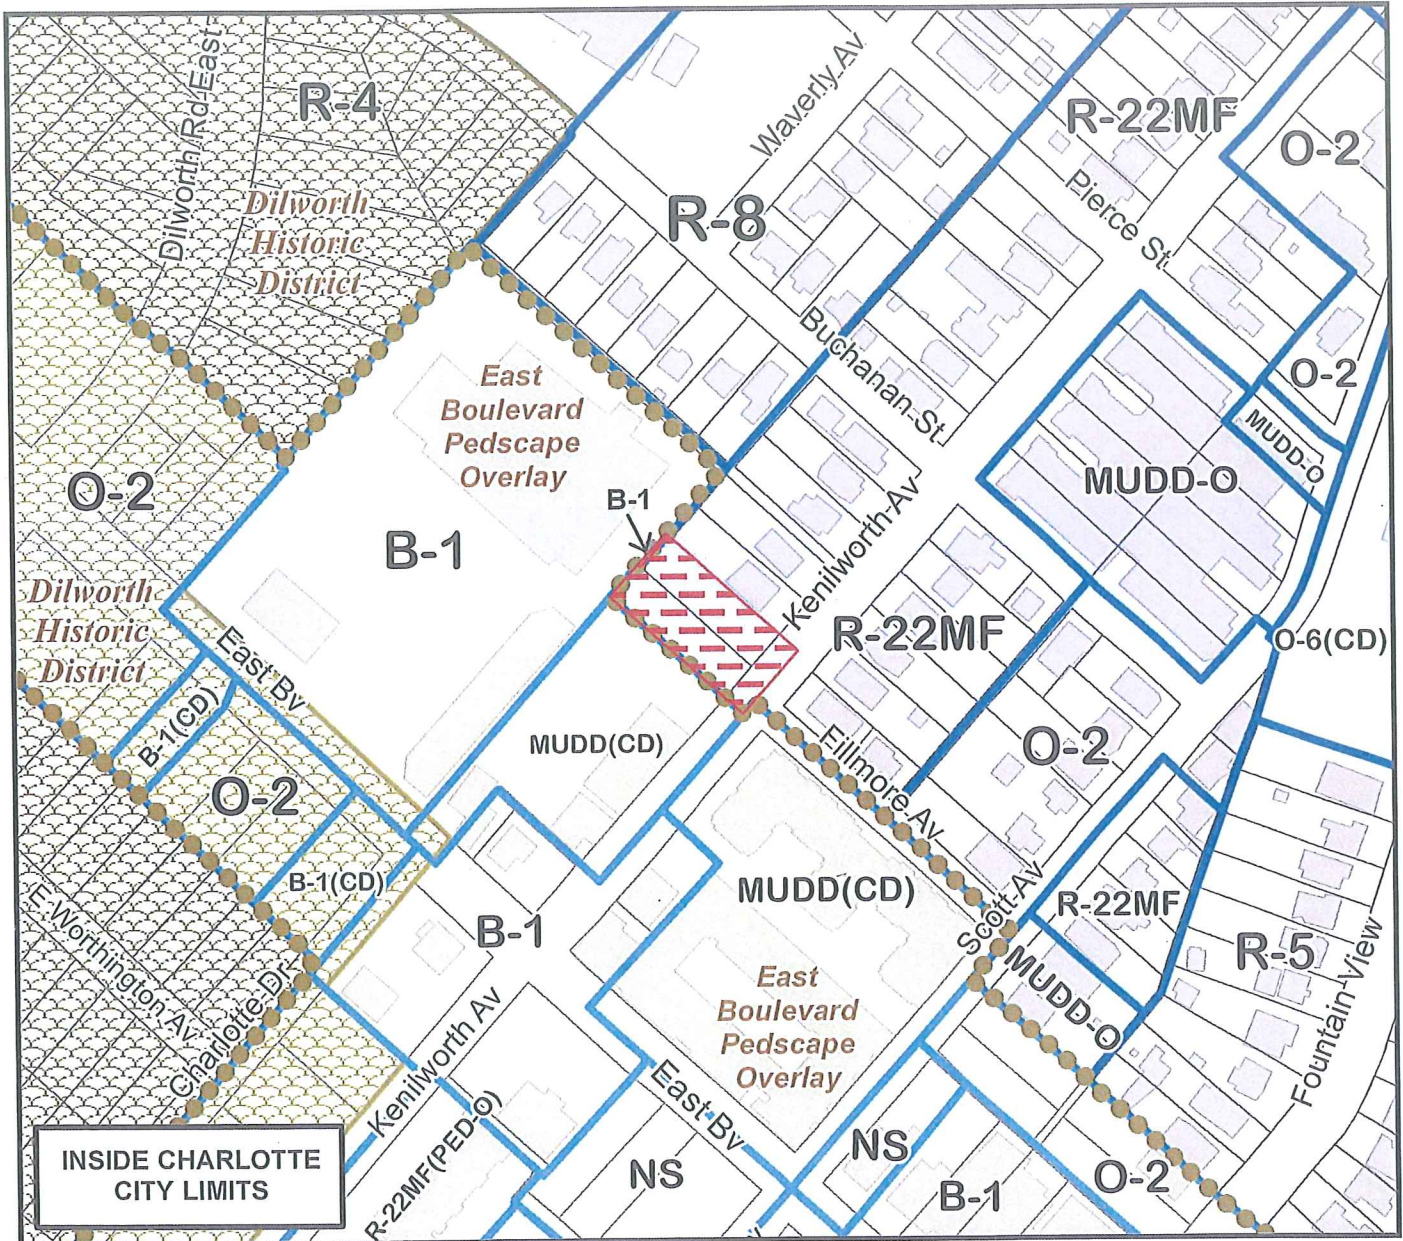 Dilworth Rd East
R-4
Dilworth
Historic
District
Waverly Av
R-22MF
O-2
R-8
Pierce St
Buchanan St
O-2
MUDD-O
MUDD-O
East
Boulevard
Pedscape
Overlay
B-1
O-2
B-1
Kenilworth Av
R-22MF
O-6(CD)
Dilworth
Historic
District
East Bv
B-1(CD)
MUDD(CD)
Fillmore Av
O-2
O-2
B-1(CD)
MUDD(CD)
R-22MF
B-1
Scott Av
R-5
E Worthington Av
East
Boulevard
Pedscape
Overlay
MUDD-O
Charlotte Dr
Kenilworth Av
Fountain View
East Bv
R-22MF(PED-O)
NS
NS
B-1
O-2
INSIDE CHARLOTTE
CITY LIMITS